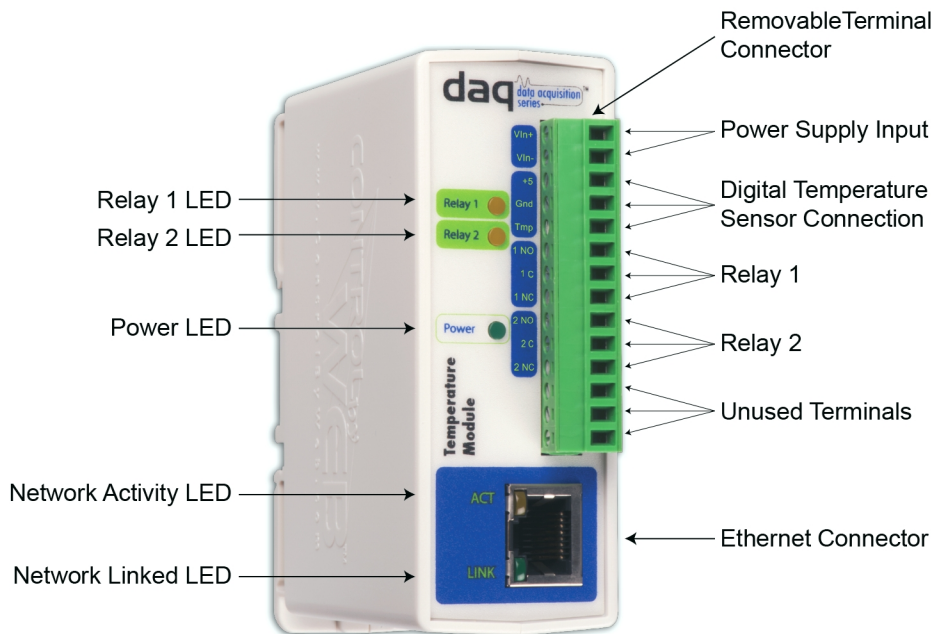 Removable Terminal
Connector
daq
data acquisition
series
VIn+
Power Supply Input
VIn-
+5
Digital Temperature
Sensor Connection
Relay 1 LED
Relay 1
Gnd
Relay 2 LED
Relay 2
Tmp
1 NO
1 C
Relay 1
1 NC
Power LED
Power
2 NO
2 C
Relay 2
2 NC
Temperature
Module
Unused Terminals
Network Activity LED
ACT
Ethernet Connector
Network Linked LED
LINK
CONTROL BY
WEB